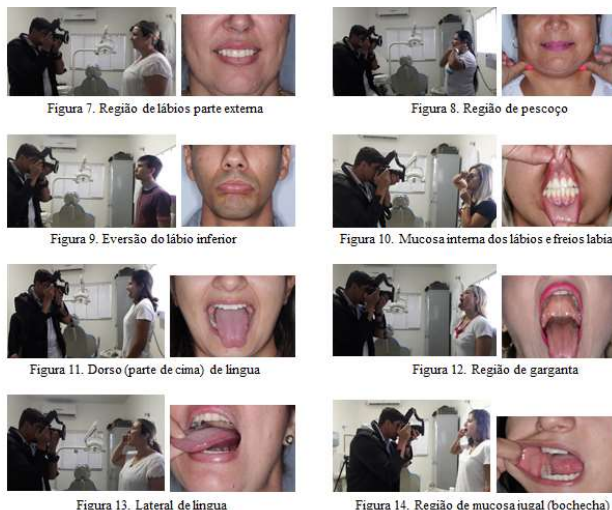 Figura 7. Região de lábios parte externa
Figura 8. Região de pescoço
Figura 9. Eversão do lábio inferior
Figura 10. Mucosa interna dos lábios e freios labia
Figura 11. Dorso (parte de cima) de lingua
Figura 12. Região de garganta
Figura 13. Lateral de lingua
Figura 14. Região de mucosa jugal (bochecha)